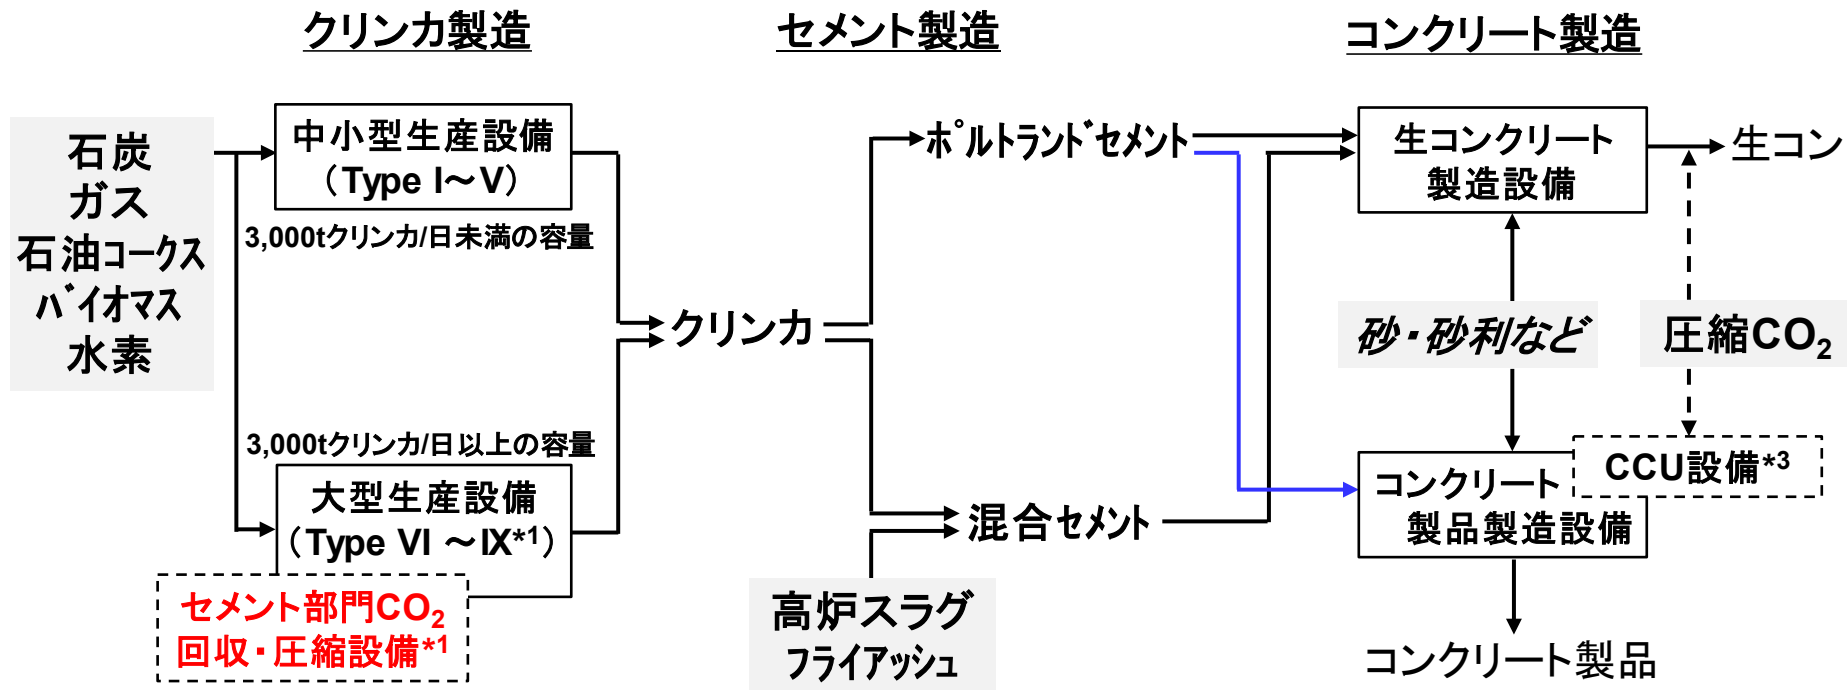 クリンカ製造
セメント製造
コンクリート製造
石炭
ガス
石油コークス
バイオマス
水素
中小型生産設備
（Type I～V）
3,000tクリンカ/日未満の容量
3,000tクリンカ/日以上の容量
大型生産設備
（Type VI ～IX*1）
セメント部門CO2
回収・圧縮設備*1
クリンカ
ポルトランドセメント
混合セメント
高炉スラグ
フライアッシュ
生コンクリート
製造設備
生コン
砂・砂利など
圧縮CO2
CCU設備*3
コンクリート
製品製造設備
コンクリート製品